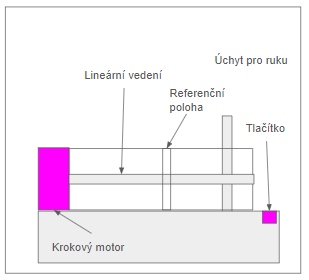 Úchyt pro ruku
Lineární vedení
Referenční
poloha
Tlačítko
Krokový motor